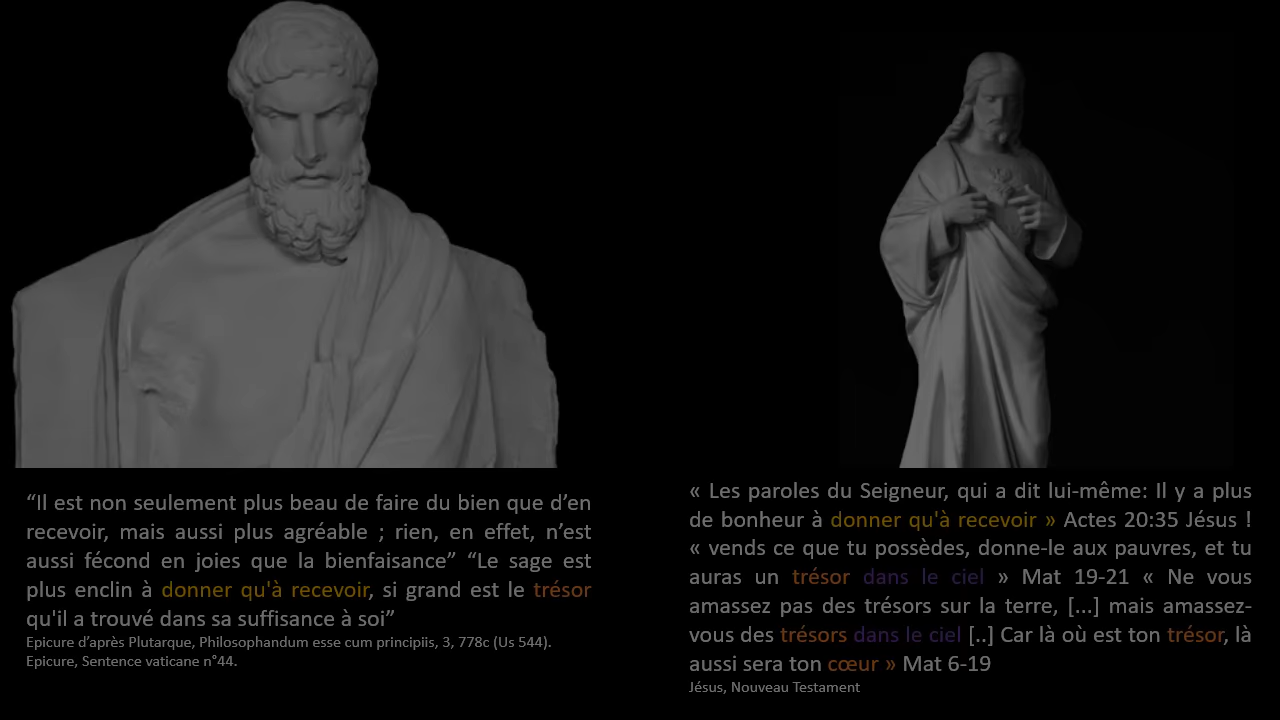 “Il est non seulement plus beau de faire du bien que d’en
recevoir, mais aussi plus agréable ; rien, en effet, n’est
aussi fécond en joies que la bienfaisance” “Le sage est
plus enclin à donner qu'à recevoir, si grand est le trésor
qu'il a trouvé dans sa suffisance à soi”
Epicure d’après Plutarque, Philosophandum esse cum principiis, 3, 778c (Us 544).
Epicure, Sentence vaticane n°44.
« Les paroles du Seigneur, qui a dit lui-même: Il y a plus
de bonheur à donner qu'à recevoir » Actes 20:35 Jésus !
« vends ce que tu possèdes, donne-le aux pauvres, et tu
auras un trésor dans le ciel » Mat 19-21 « Ne vous
amassez pas des trésors sur la terre, [...] mais amassez-
vous des trésors dans le ciel [..] Car là où est ton trésor, là
aussi sera ton cœur » Mat 6-19
Jésus, Nouveau Testament